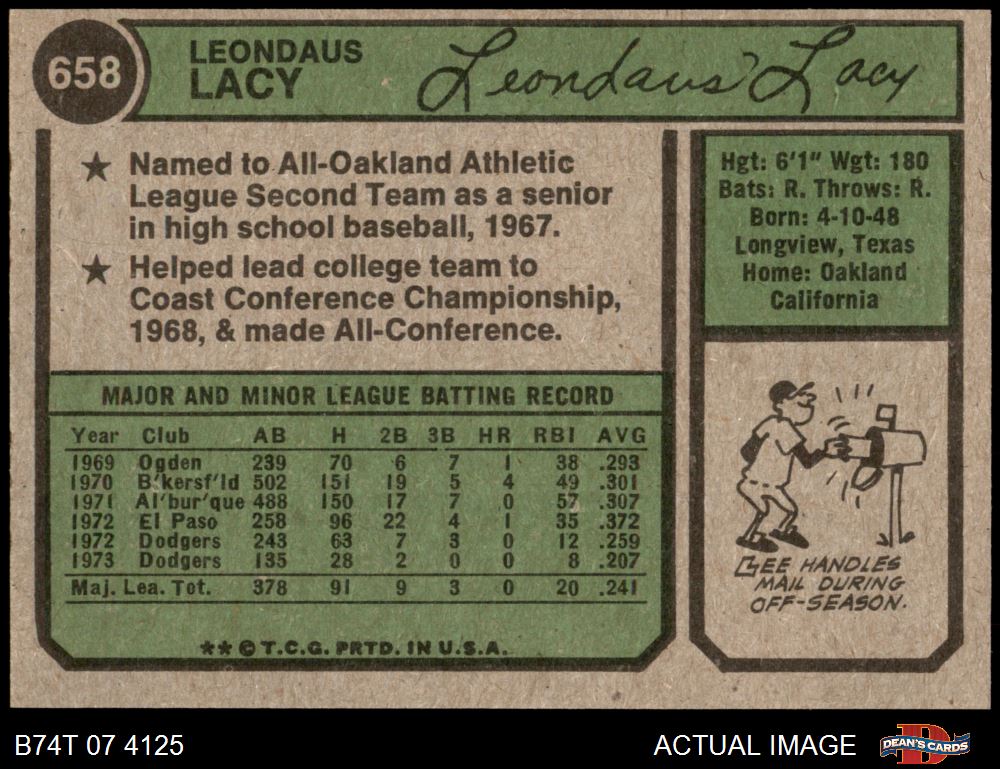 658
LEONDAUS
LACY
Leondaus Lacy
★ Named to All-Oakland Athletic
League Second Team as a senior
in high school baseball, 1967.
★ Helped lead college team to
Coast Conference Championship,
1968, & made All-Conference.
Hgt: 6'1" Wgt: 180
Bats: R. Throws: R.
Born: 4-10-48
Longview, Texas
Home: Oakland
California
MAJOR AND MINOR LEAGUE BATTING RECORD
Year Club AB H 2B 3B HR RBI AVG
1969 Ogden 239 70 6 7 1 38 .293
1970 B'kersf'ld 502 151 19 5 4 49 .301
1971 Al'bur'que 488 150 17 7 0 57 .307
1972 El Paso 258 96 22 4 1 35 .372
1972 Dodgers 243 63 7 3 0 12 .259
1973 Dodgers 135 28 2 0 0 8 .207
Maj. Lea. Tot. 378 91 9 3 0 20 .241
**© T.C.G. PRTD. IN U.S.A.
LEE HANDLES
MAIL DURING
OFF-SEASON.
B74T 07 4125
ACTUAL IMAGE
DEAN'S CARDS